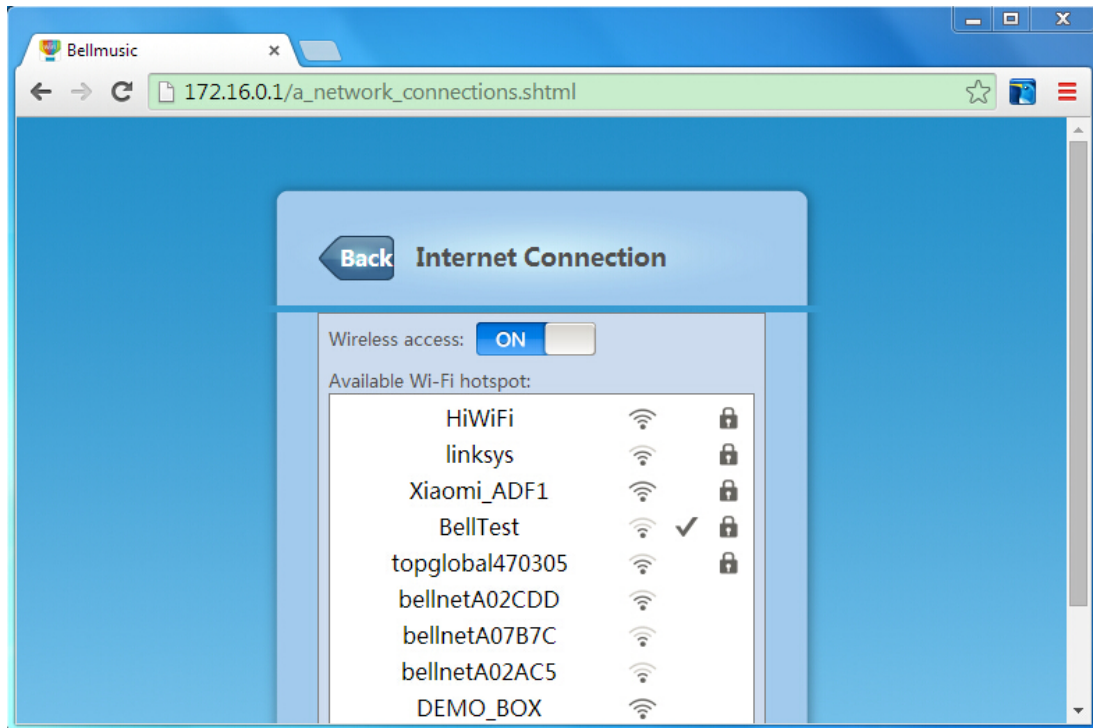 Bellmusic
172.16.0.1/a_network_connections.shtml
Back Internet Connection
Wireless access: ON
Available Wi-Fi hotspot:
HiWiFi
linksys
Xiaomi_ADF1
BellTest
topglobal470305
bellnetA02CDD
bellnetA07B7C
bellnetA02AC5
DEMO_BOX